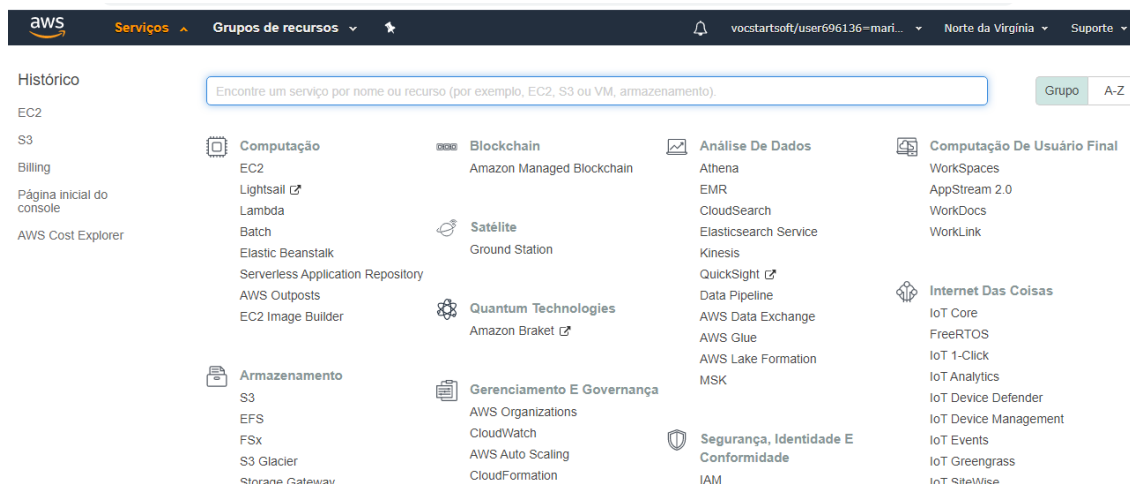 aws
Serviços
Grupos de recursos
vocstartsoft/user696136=mari...
Norte da Virgínia
Suporte
Histórico
EC2
S3
Billing
Página inicial do
console
AWS Cost Explorer
Encontre um serviço por nome ou recurso (por exemplo, EC2, S3 ou VM, armazenamento).
Grupo
A-Z
Computação
EC2
Lightsail
Lambda
Batch
Elastic Beanstalk
Serverless Application Repository
AWS Outposts
EC2 Image Builder
Armazenamento
S3
EFS
FSx
S3 Glacier
Storage Gateway
Blockchain
Amazon Managed Blockchain
Satélite
Ground Station
Quantum Technologies
Amazon Braket
Gerenciamento E Governança
AWS Organizations
CloudWatch
AWS Auto Scaling
CloudFormation
Análise De Dados
Athena
EMR
CloudSearch
Elasticsearch Service
Kinesis
QuickSight
Data Pipeline
AWS Data Exchange
AWS Glue
AWS Lake Formation
MSK
Segurança, Identidade E
Conformidade
IAM
Computação De Usuário Final
WorkSpaces
AppStream 2.0
WorkDocs
WorkLink
Internet Das Coisas
IoT Core
FreeRTOS
IoT 1-Click
IoT Analytics
IoT Device Defender
IoT Device Management
IoT Events
IoT Greengrass
IoT SiteWise